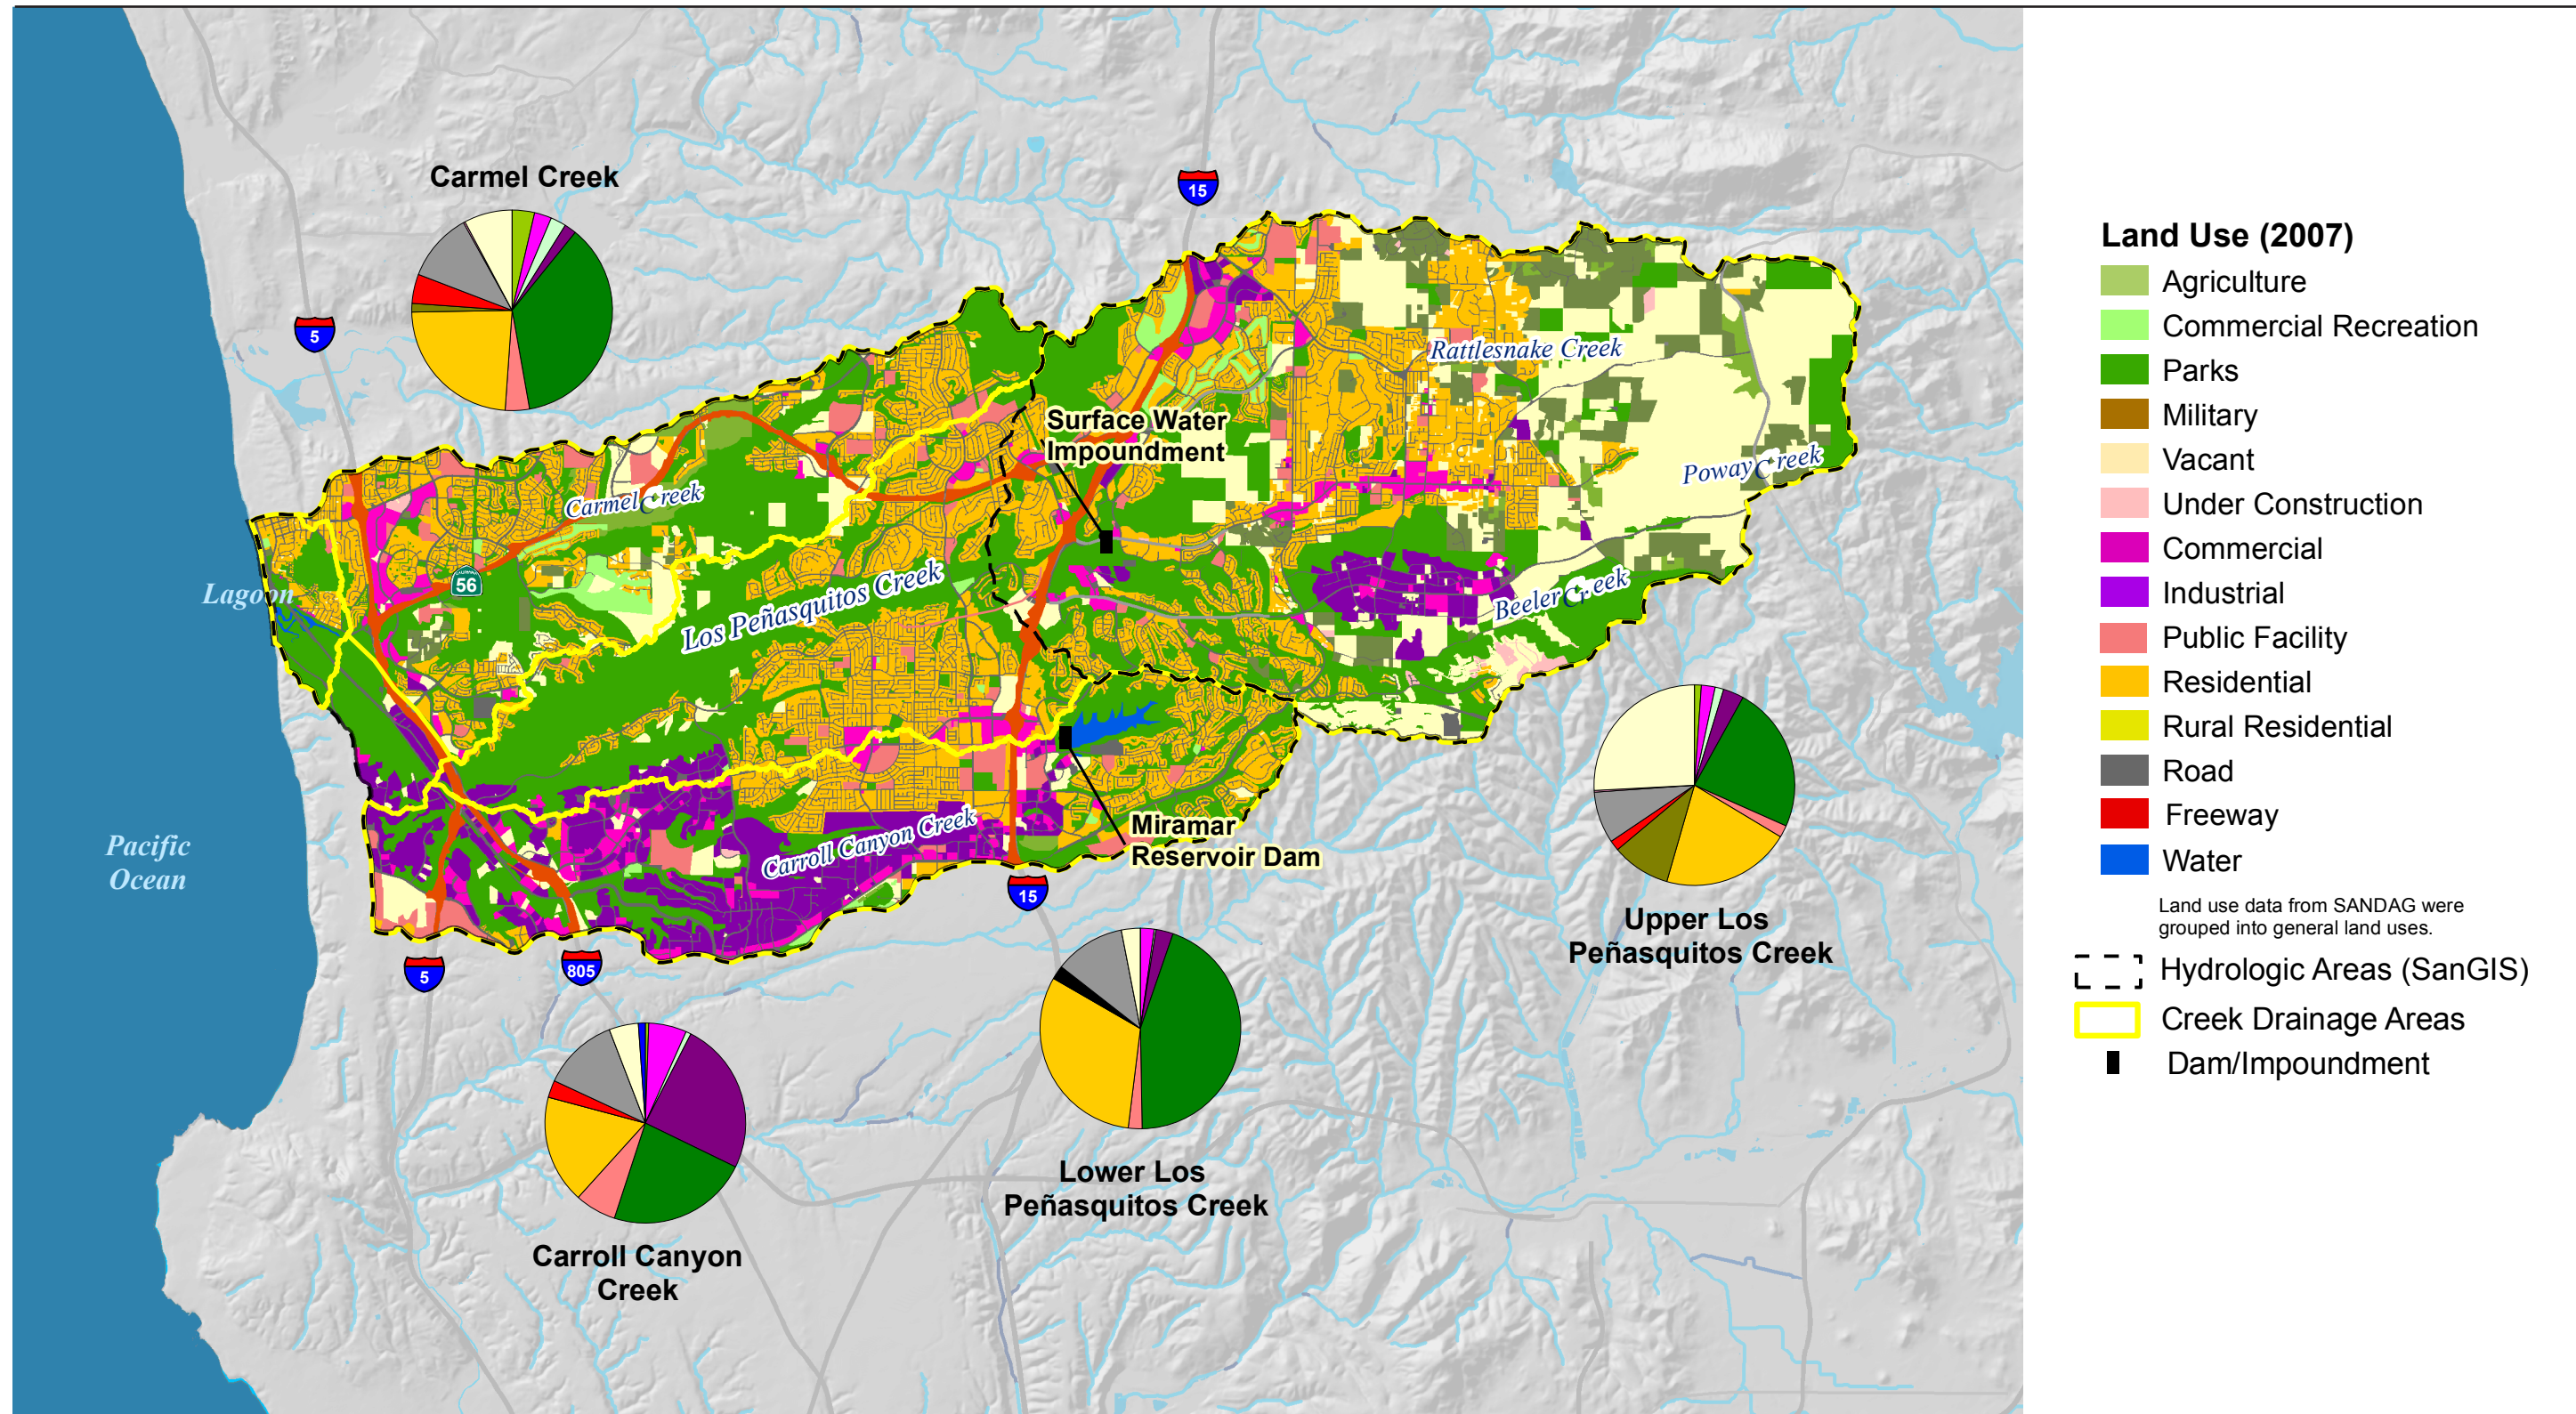 Carmel Creek
15
5
Rattlesnake Creek
Surface Water
Impoundment
Poway Creek
Carmel Creek
56
Lagoon
Los Peñasquitos Creek
Beeler Creek
Pacific
Ocean
Carroll Canyon Creek
Miramar
Reservoir Dam
15
5
805
Upper Los
Peñasquitos Creek
Lower Los
Peñasquitos Creek
Carroll Canyon
Creek
Land Use (2007)
Agriculture
Commercial Recreation
Parks
Military
Vacant
Under Construction
Commercial
Industrial
Public Facility
Residential
Rural Residential
Road
Freeway
Water
Land use data from SANDAG were
grouped into general land uses.
Hydrologic Areas (SanGIS)
Creek Drainage Areas
Dam/Impoundment